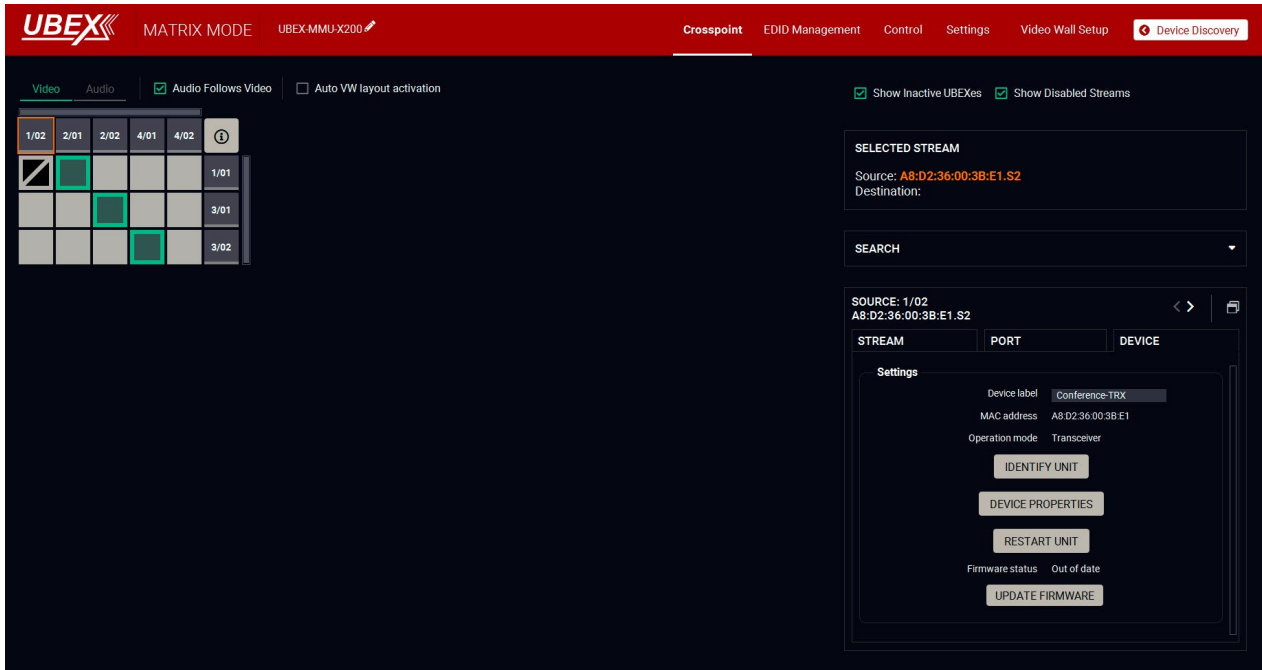 UBEX MATRIX MODE UBEX-MMU-X200 Crosspoint EDID Management Control Settings Video Wall Setup Device Discovery
Video Audio Audio Follows Video Auto VW layout activation
1/02 2/01 2/02 4/01 4/02
1/01
3/01
3/02
Show Inactive UBEXes Show Disabled Streams
SELECTED STREAM
Source: A8:D2:36:00:3B:E1.S2
Destination:
SEARCH
SOURCE: 1/02
A8:D2:36:00:3B:E1.S2
STREAM PORT DEVICE
Settings
Device label Conference-TRX
MAC address A8:D2:36:00:3B:E1
Operation mode Transceiver
IDENTIFY UNIT
DEVICE PROPERTIES
RESTART UNIT
Firmware status Out of date
UPDATE FIRMWARE